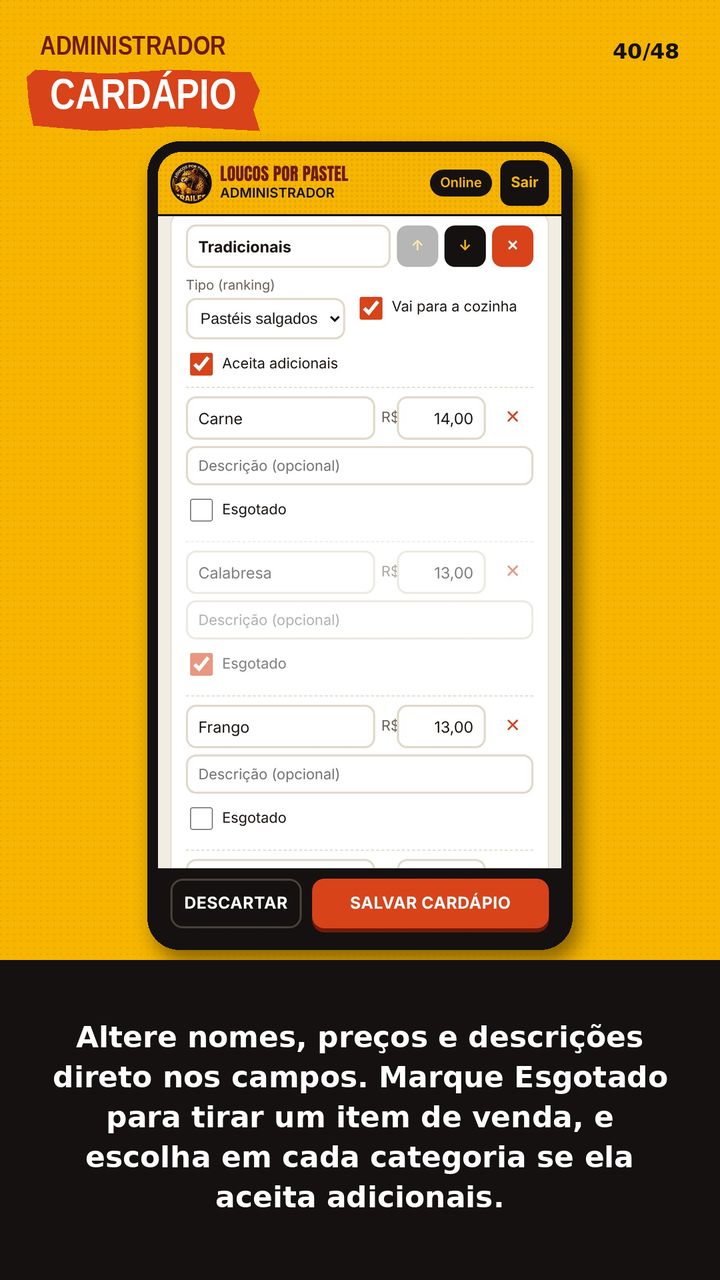 ADMINISTRADOR
40/48
CARDÁPIO
LOUCOS POR PASTEL
ADMINISTRADOR
Online
Sair
Tradicionais
↑
↓
×
Tipo (ranking)
Pastéis salgados
Vai para a cozinha
Aceita adicionais
Carne
R$
14,00
×
Descrição (opcional)
Esgotado
Calabresa
R$
13,00
×
Descrição (opcional)
Esgotado
Frango
R$
13,00
×
Descrição (opcional)
Esgotado
DESCARTAR
SALVAR CARDÁPIO
Altere nomes, preços e descrições
direto nos campos. Marque Esgotado
para tirar um item de venda, e
escolha em cada categoria se ela
aceita adicionais.